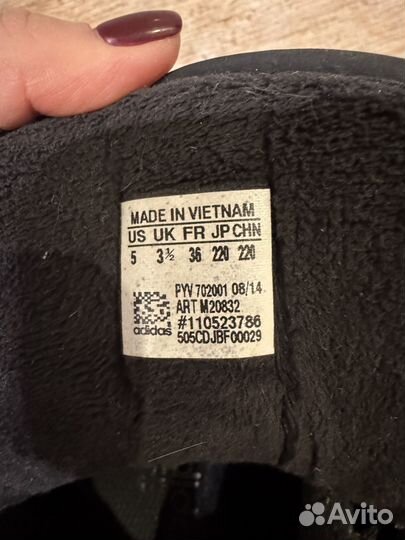 MADE IN VIETNAM
US UK FR JP CHN
5 3½ 36 220 220
PYV 702001 08/14
ART M20832
#110523786
505CDJBF00029
adidas
Avito